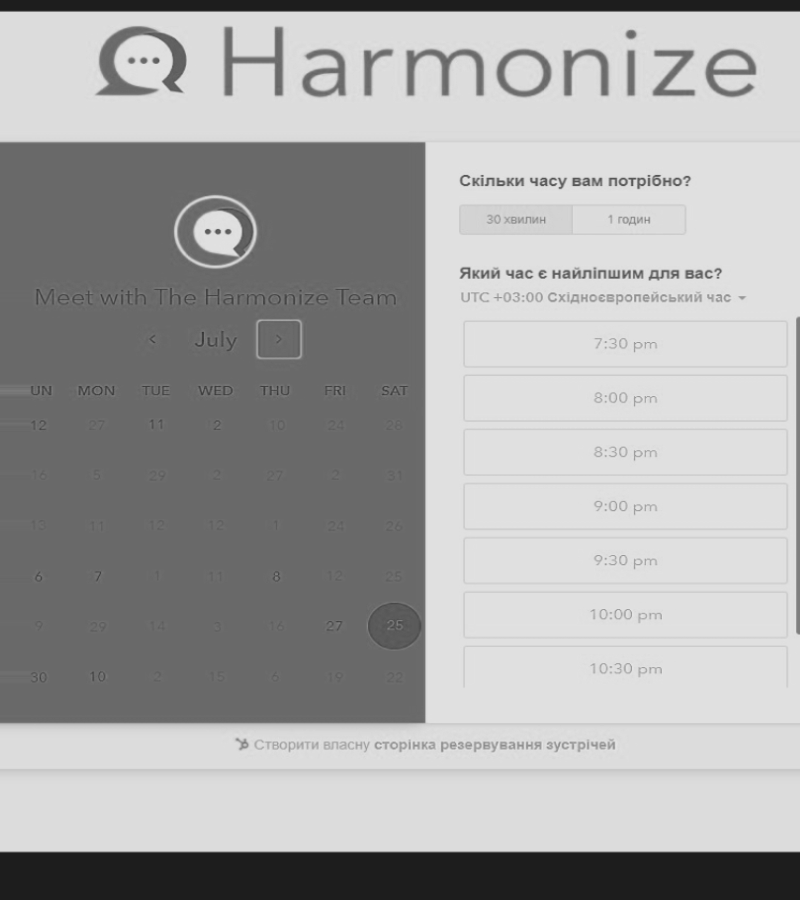 Harmonize
Meet with The Harmonize Team
July
UN MON TUE WED THU FRI SAT
12 27 11 2 10 24 28
16 5 29 2 27 2 31
13 11 12 12 1 24 26
6 7 1 11 8 12 25
9 29 14 3 16 27 25
30 10 2 15 6 19 22
Скільки часу вам потрібно?
30 хвилин 1 годин
Який час є найліпшим для вас?
UTC +03:00 Східноєвропейський час
7:30 pm
8:00 pm
8:30 pm
9:00 pm
9:30 pm
10:00 pm
10:30 pm
Створити власну сторінка резервування зустрічей